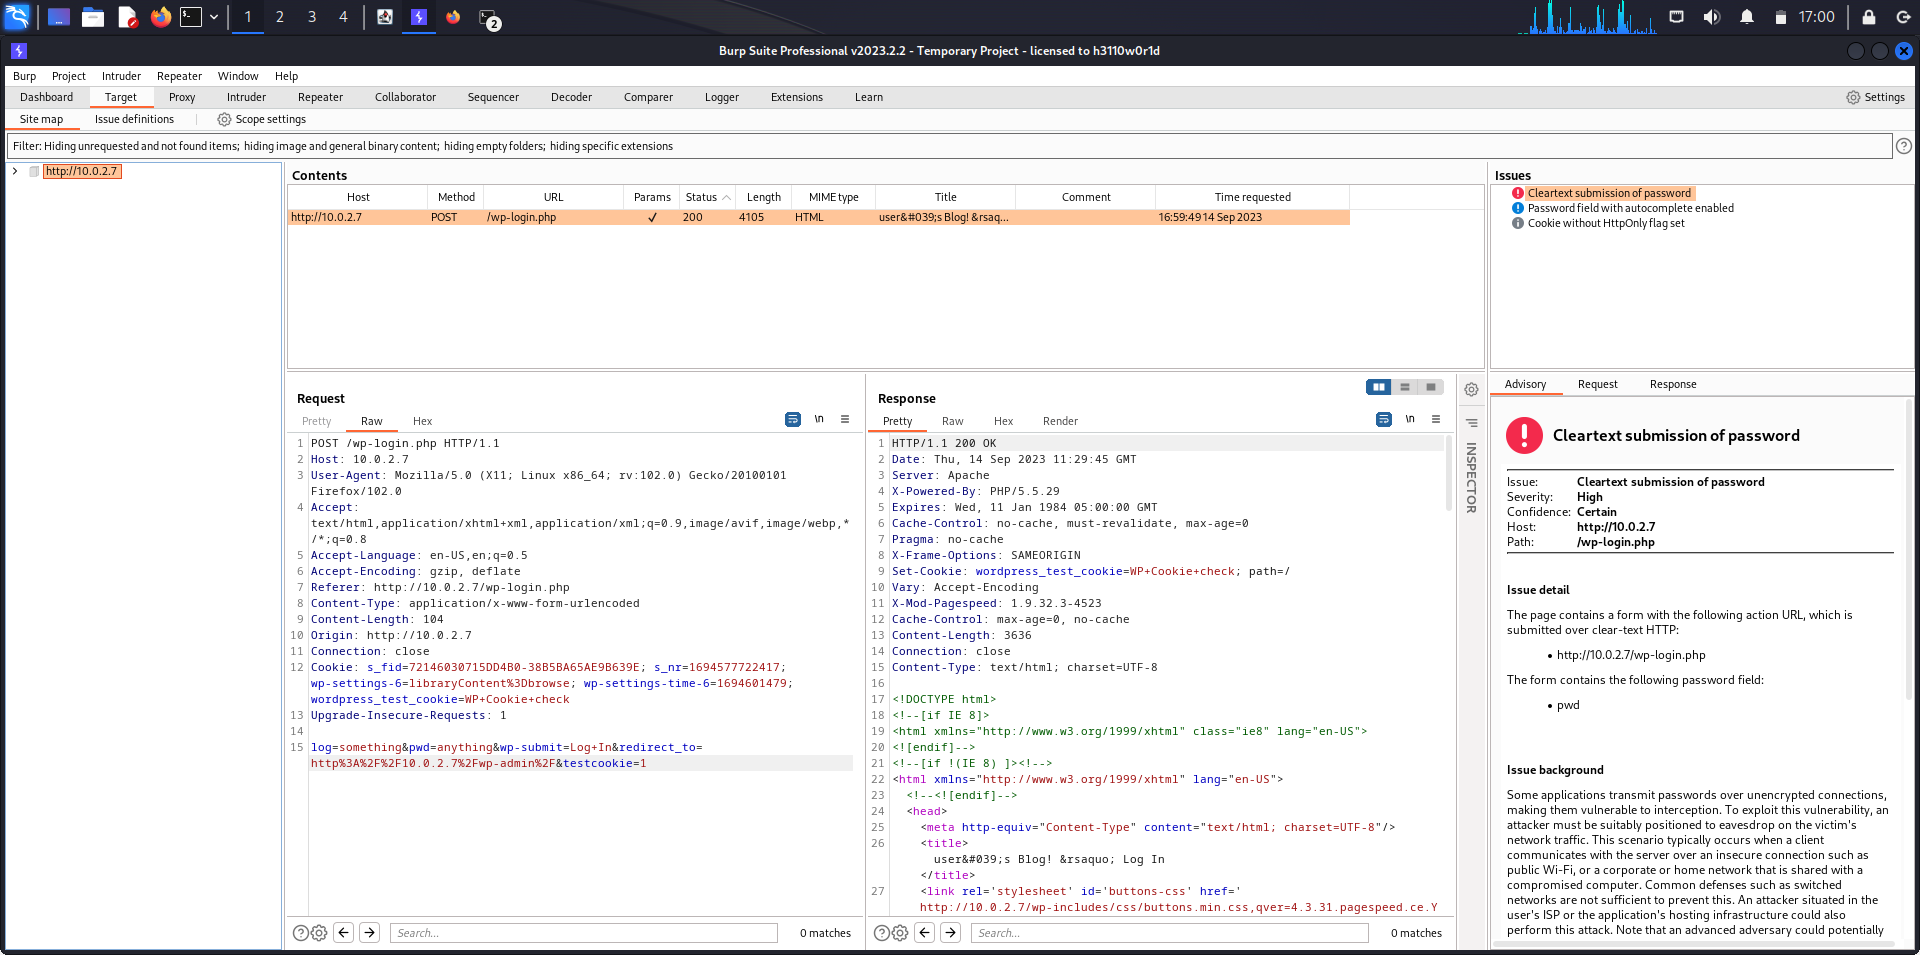 1 2 3 4 2 17:00
Burp Suite Professional v2023.2.2 - Temporary Project - licensed to h3110w0r1d
Burp Project Intruder Repeater Window Help
Dashboard Target Proxy Intruder Repeater Collaborator Sequencer Decoder Comparer Logger Extensions Learn Settings
Site map Issue definitions Scope settings
Filter: Hiding unrequested and not found items; hiding image and general binary content; hiding empty folders; hiding specific extensions
http://10.0.2.7
Contents
Host Method URL Params Status Length MIME type Title Comment Time requested
http://10.0.2.7 POST /wp-login.php ✓ 200 4105 HTML user&#039;s Blog! &rsaq... 16:59:49 14 Sep 2023
Issues
Cleartext submission of password
Password field with autocomplete enabled
Cookie without HttpOnly flag set
Request
Pretty Raw Hex \n
1 POST /wp-login.php HTTP/1.1
2 Host: 10.0.2.7
3 User-Agent: Mozilla/5.0 (X11; Linux x86_64; rv:102.0) Gecko/20100101
Firefox/102.0
4 Accept:
text/html,application/xhtml+xml,application/xml;q=0.9,image/avif,image/webp,*
/*;q=0.8
5 Accept-Language: en-US,en;q=0.5
6 Accept-Encoding: gzip, deflate
7 Referer: http://10.0.2.7/wp-login.php
8 Content-Type: application/x-www-form-urlencoded
9 Content-Length: 104
10 Origin: http://10.0.2.7
11 Connection: close
12 Cookie: s_fid=72146030715DD4B0-38B5BA65AE9B639E; s_nr=1694577722417;
wp-settings-6=libraryContent%3Dbrowse; wp-settings-time-6=1694601479;
wordpress_test_cookie=WP+Cookie+check
13 Upgrade-Insecure-Requests: 1
14
15 log=something&pwd=anything&wp-submit=Log+In&redirect_to=
http%3A%2F%2F10.0.2.7%2Fwp-admin%2F&testcookie=1
Search... 0 matches
Response
Pretty Raw Hex Render \n
1 HTTP/1.1 200 OK
2 Date: Thu, 14 Sep 2023 11:29:45 GMT
3 Server: Apache
4 X-Powered-By: PHP/5.5.29
5 Expires: Wed, 11 Jan 1984 05:00:00 GMT
6 Cache-Control: no-cache, must-revalidate, max-age=0
7 Pragma: no-cache
8 X-Frame-Options: SAMEORIGIN
9 Set-Cookie: wordpress_test_cookie=WP+Cookie+check; path=/
10 Vary: Accept-Encoding
11 X-Mod-Pagespeed: 1.9.32.3-4523
12 Cache-Control: max-age=0, no-cache
13 Content-Length: 3636
14 Connection: close
15 Content-Type: text/html; charset=UTF-8
16
17 <!DOCTYPE html>
18 <!--[if IE 8]>
19 <html xmlns="http://www.w3.org/1999/xhtml" class="ie8" lang="en-US">
20 <![endif]-->
21 <!--[if !(IE 8) ]><!-->
22 <html xmlns="http://www.w3.org/1999/xhtml" lang="en-US">
23 <!--<![endif]-->
24 <head>
25 <meta http-equiv="Content-Type" content="text/html; charset=UTF-8"/>
26 <title>
user&#039;s Blog! &rsaquo; Log In
</title>
27 <link rel='stylesheet' id='buttons-css' href='
http://10.0.2.7/wp-includes/css/buttons.min.css,qver=4.3.31.pagespeed.ce.Y
Search... 0 matches
INSPECTOR
Advisory Request Response
Cleartext submission of password
Issue: Cleartext submission of password
Severity: High
Confidence: Certain
Host: http://10.0.2.7
Path: /wp-login.php
Issue detail
The page contains a form with the following action URL, which is
submitted over clear-text HTTP:
• http://10.0.2.7/wp-login.php
The form contains the following password field:
• pwd
Issue background
Some applications transmit passwords over unencrypted connections,
making them vulnerable to interception. To exploit this vulnerability, an
attacker must be suitably positioned to eavesdrop on the victim's
network traffic. This scenario typically occurs when a client
communicates with the server over an insecure connection such as
public Wi-Fi, or a corporate or home network that is shared with a
compromised computer. Common defenses such as switched
networks are not sufficient to prevent this. An attacker situated in the
user's ISP or the application's hosting infrastructure could also
perform this attack. Note that an advanced adversary could potentially